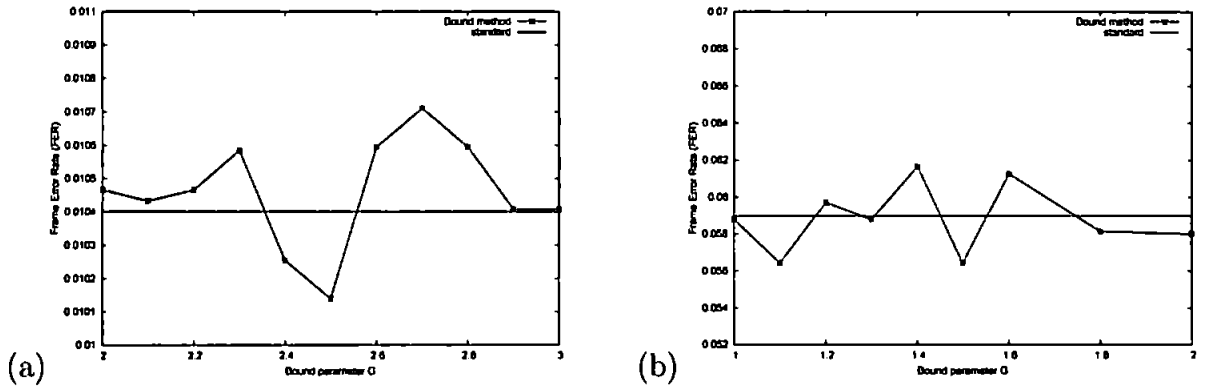 Bound method
standard
0.0109
0.0109
0.0108
0.0107
0.0106
0.0105
0.0104
0.0103
0.0102
0.0101
0.01
Frame Error Rate (FER)
2 2.2 2.4 2.6 2.8 3
Bound parameter G
(a)
Bound method
standard
0.07
0.068
0.066
0.064
0.062
0.06
0.058
0.056
0.054
0.052
Frame Error Rate (FER)
1 1.2 1.4 1.6 1.8 2
Bound parameter G
(b)